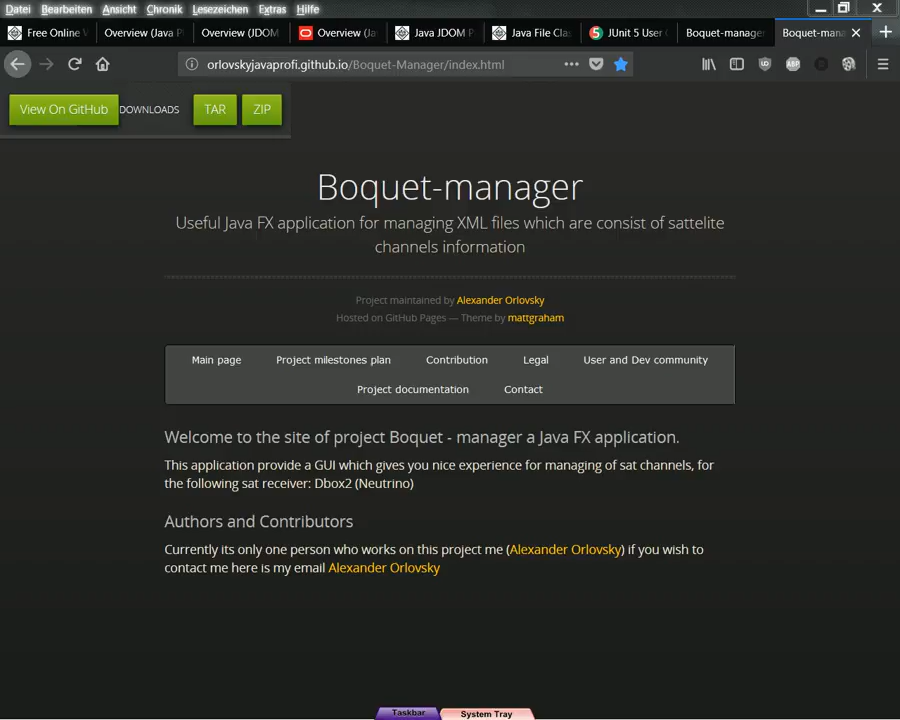 Datei Bearbeiten Ansicht Chronik Lesezeichen Extras Hilfe
Free Online Overview (Java P Overview (JDOM Overview (Ja Java JDOM P Java File Clas JUnit 5 User Boquet-manager Boquet-mana
orlovskyjavaprofi.github.io/Boquet-Manager/index.html
ABP
View On GitHub DOWNLOADS TAR ZIP
Boquet-manager
Useful Java FX application for managing XML files which are consist of sattelite
channels information
Project maintained by Alexander Orlovsky
Hosted on GitHub Pages — Theme by mattgraham
Main page Project milestones plan Contribution Legal User and Dev community
Project documentation Contact
Welcome to the site of project Boquet - manager a Java FX application.
This application provide a GUI which gives you nice experience for managing of sat channels, for
the following sat receiver: Dbox2 (Neutrino)
Authors and Contributors
Currently its only one person who works on this project me (Alexander Orlovsky) if you wish to
contact me here is my email Alexander Orlovsky
Taskbar System Tray